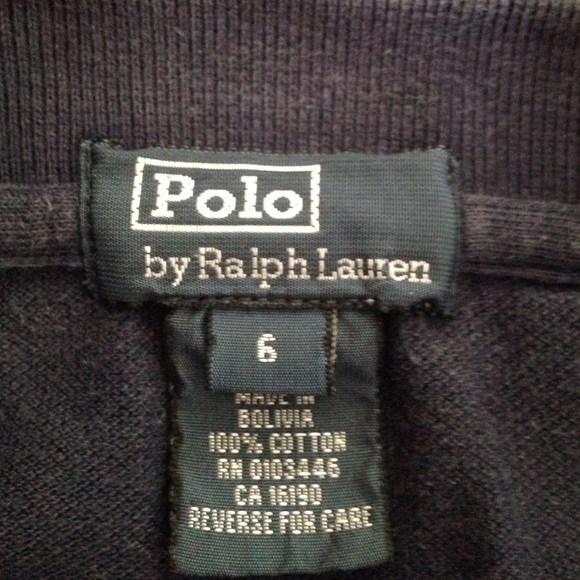 Polo
by Ralph Lauren
6
MADE IN
BOLIVIA
100% COTTON
RN 0103446
CA 16190
REVERSE FOR CARE